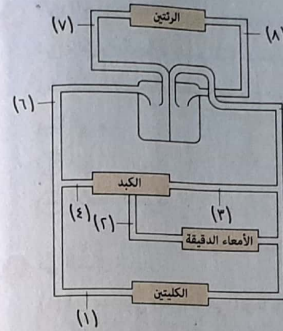 الرئتين
(٧)
(٨)
(٦)
الكبد
(٤)
(٢)
(٣)
الأمعاء الدقيقة
الكليتين
(١)